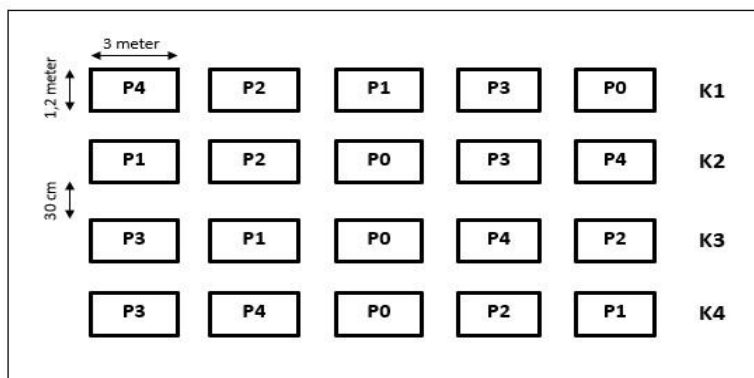 3 meter
1,2 meter
P4 P2 P1 P3 P0 K1
P1 P2 P0 P3 P4 K2
30 cm
P3 P1 P0 P4 P2 K3
P3 P4 P0 P2 P1 K4